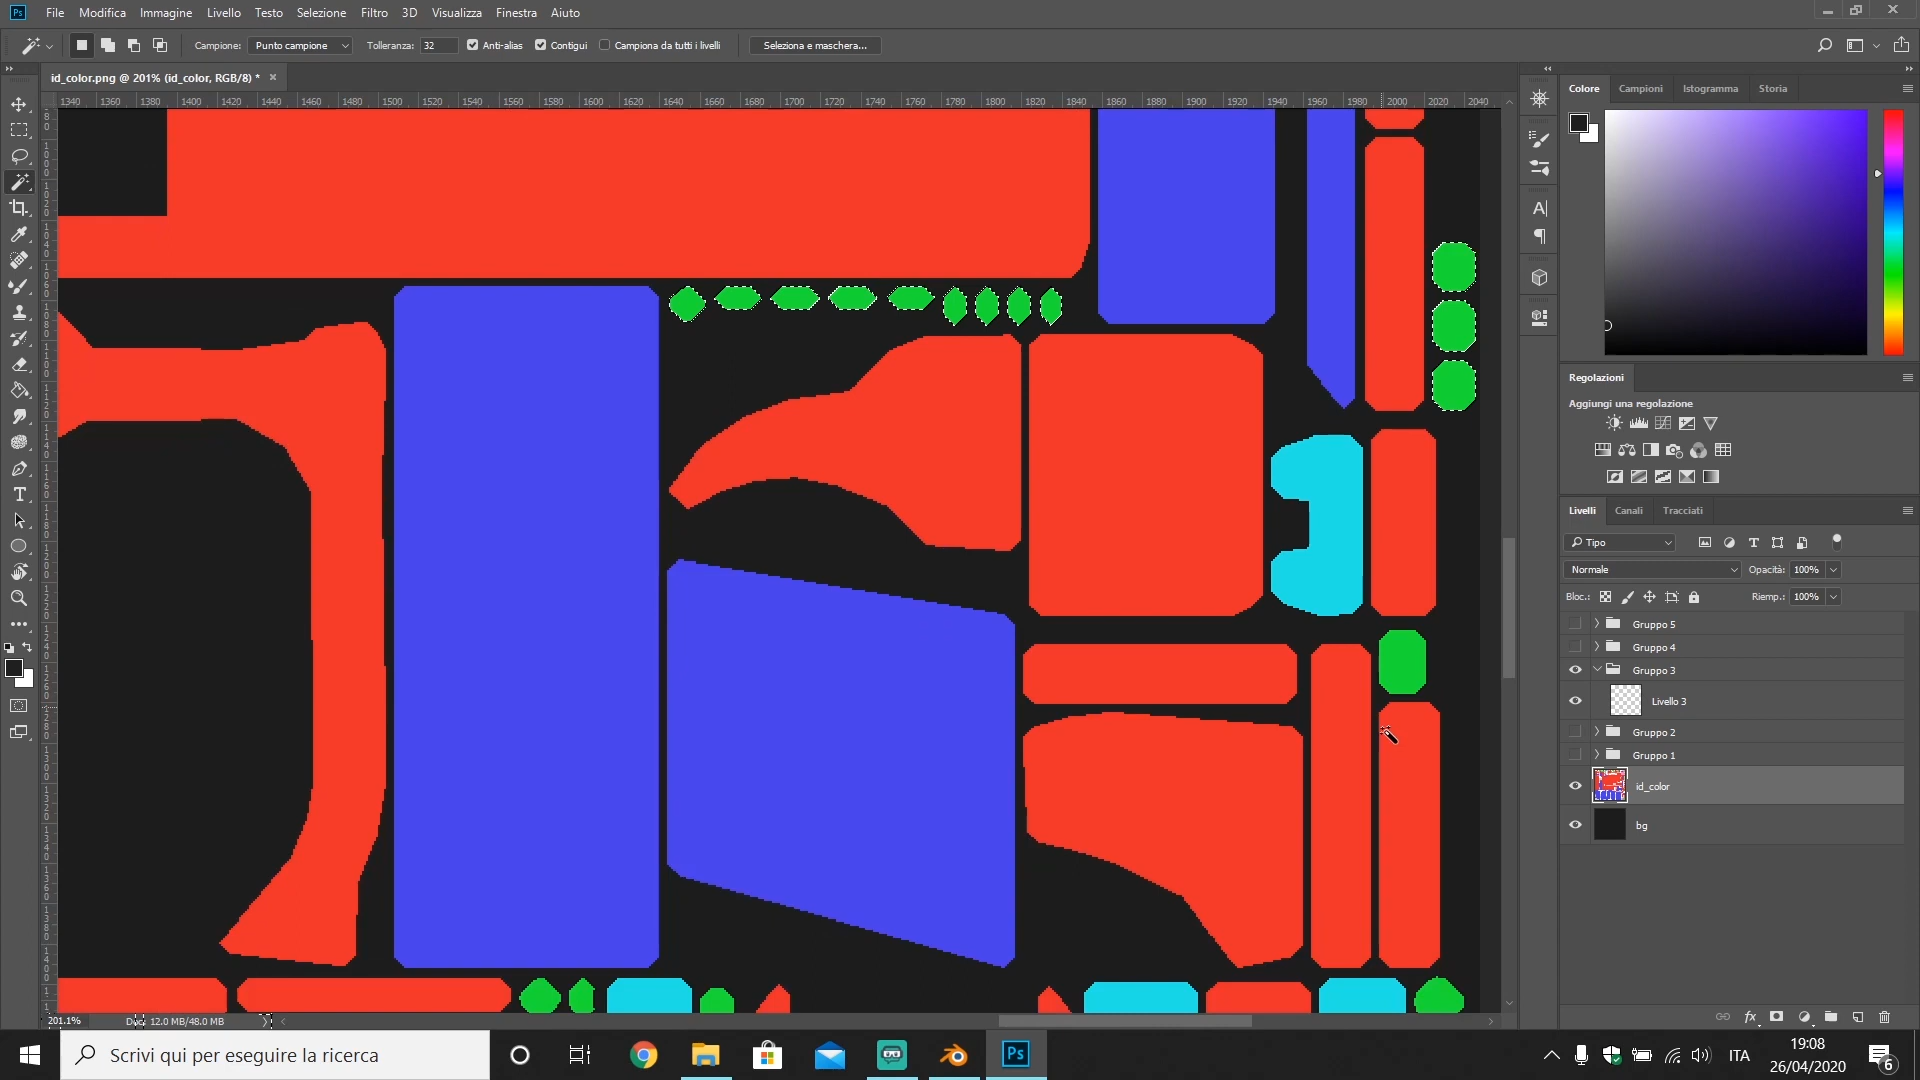 Ps File Modifica Immagine Livello Testo Selezione Filtro 3D Visualizza Finestra Aiuto
Campione: Punto campione Tolleranza: 32 Anti-alias Contigui Campiona da tutti i livelli Seleziona e maschera...
id_color.png @ 201% (id_color, RGB/8) * ×
1340 1360 1380 1400 1420 1440 1460 1480 1500 1520 1540 1560 1580 1600 1620 1640 1660 1680 1700 1720 1740 1760 1780 1800 1820 1840 1860 1880 1900 1920 1940 1960 1980 2000 2020 2040
Colore Campioni Istogramma Storia
Regolazioni
Aggiungi una regolazione
Livelli Canali Tracciati
Tipo
Normale Opacità: 100%
Bloc.: Riemp.: 100%
Gruppo 5
Gruppo 4
Gruppo 3
Livello 3
Gruppo 2
Gruppo 1
id_color
bg
fx
201.1% 12.0 MB/48.0 MB
Scrivi qui per eseguire la ricerca
Ps
ITA
19:08
26/04/2020
6